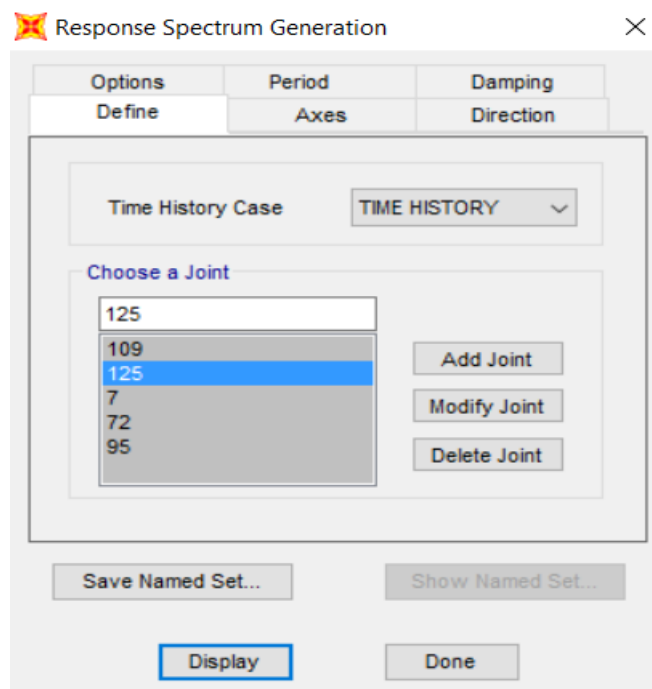 Response Spectrum Generation
Options Period Damping
Define Axes Direction
Time History Case TIME HISTORY
Choose a Joint
125
109
125
7
72
95
Add Joint
Modify Joint
Delete Joint
Save Named Set... Show Named Set...
Display Done